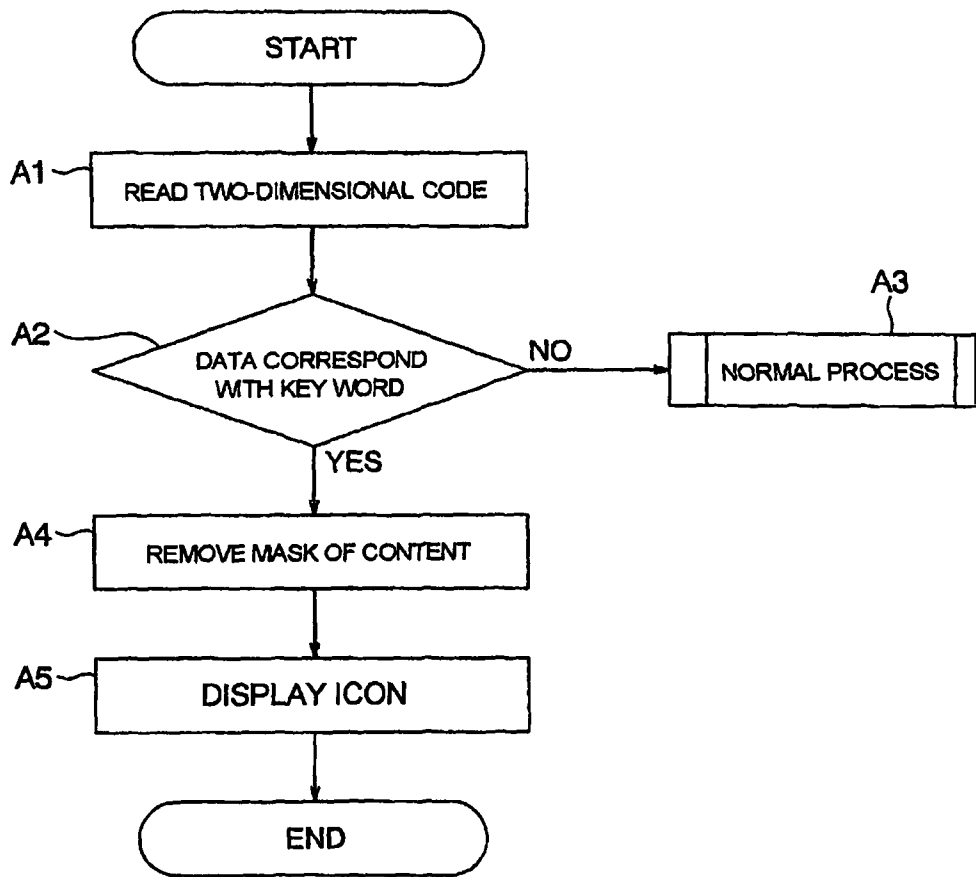 START
A1
READ TWO-DIMENSIONAL CODE
A2
DATA CORRESPOND
WITH KEY WORD
NO
A3
NORMAL PROCESS
YES
A4
REMOVE MASK OF CONTENT
A5
DISPLAY ICON
END